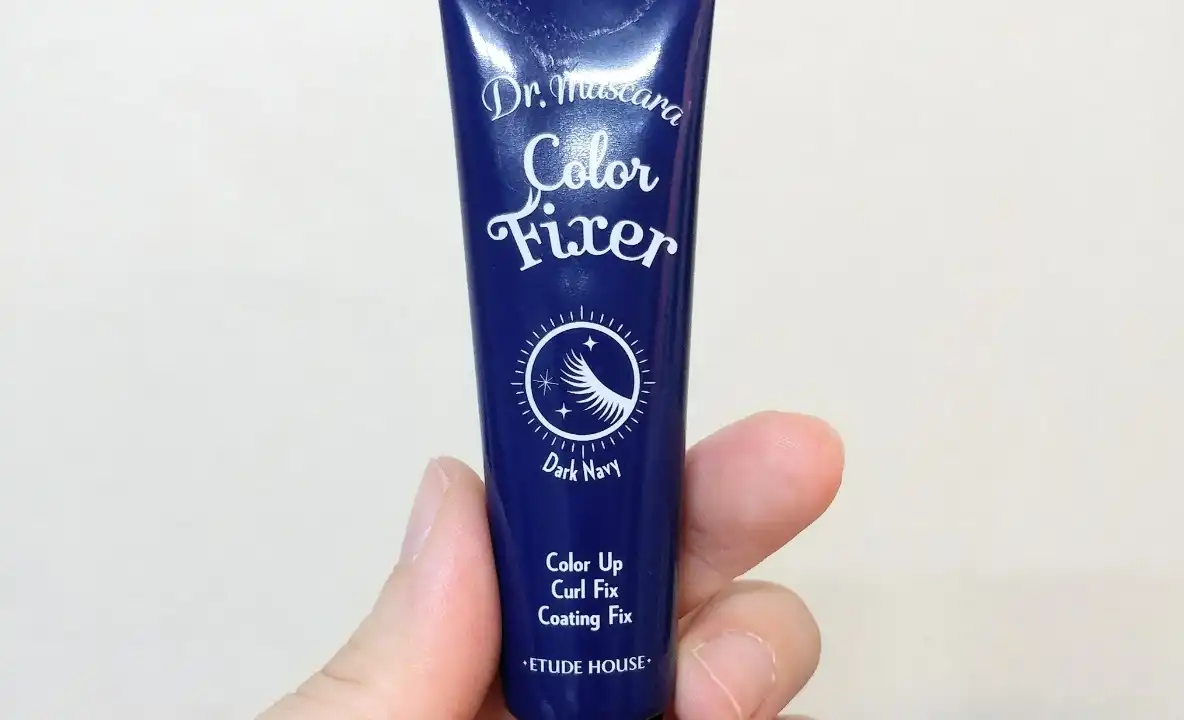 Dr. Mascara
Color
Fixer
Dark Navy
Color Up
Curl Fix
Coating Fix
·ETUDE HOUSE·